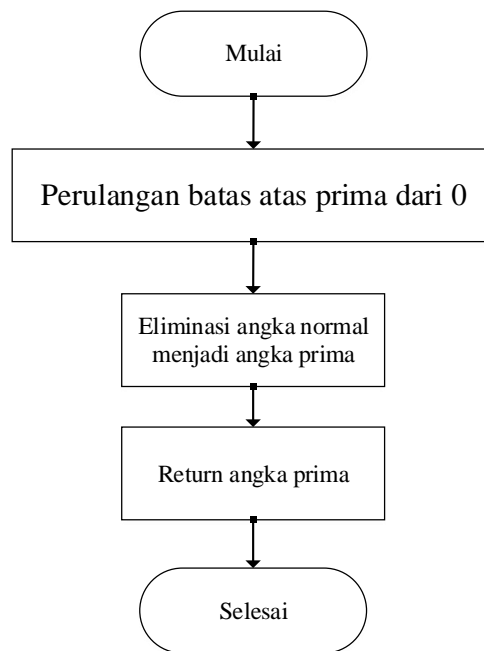 Mulai
Perulangan batas atas prima dari 0
Eliminasi angka normal
menjadi angka prima
Return angka prima
Selesai